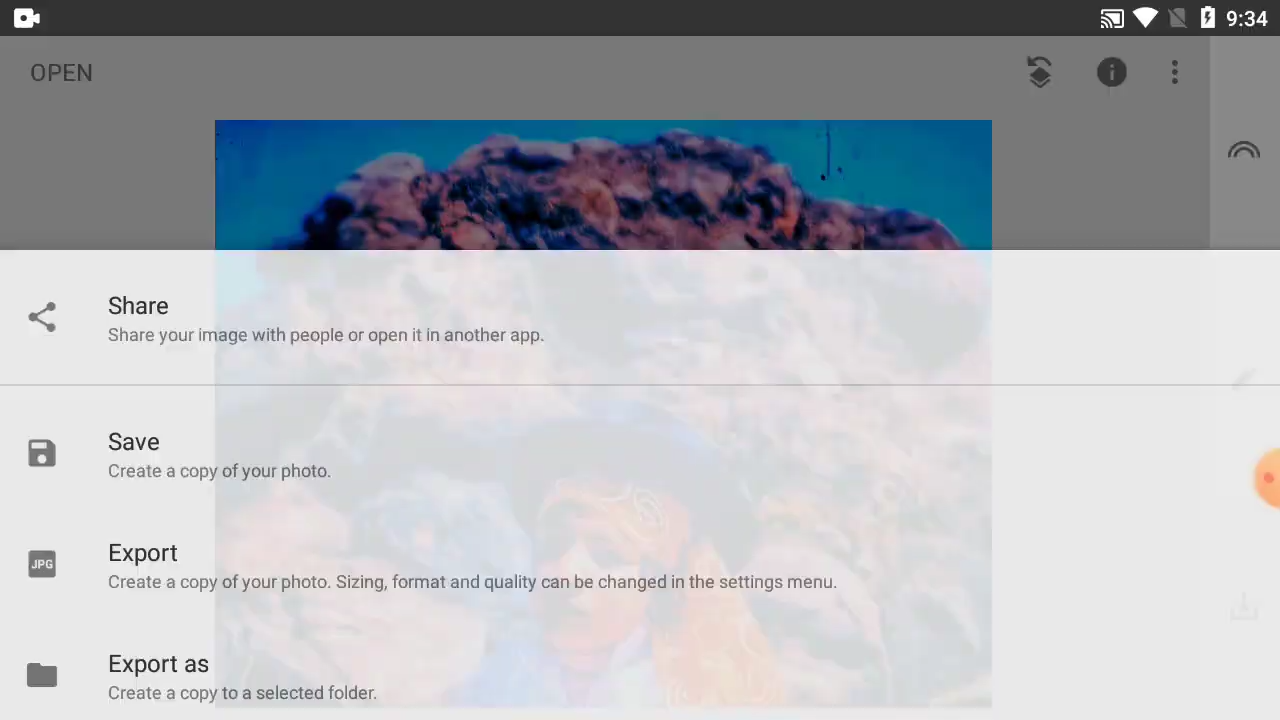 9:34
OPEN
Share
Share your image with people or open it in another app.
Save
Create a copy of your photo.
JPG
Export
Create a copy of your photo. Sizing, format and quality can be changed in the settings menu.
Export as
Create a copy to a selected folder.